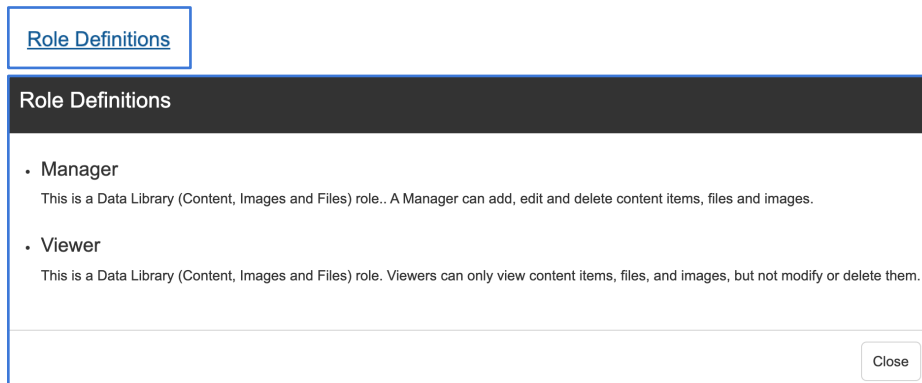 Role Definitions
Role Definitions
• Manager
This is a Data Library (Content, Images and Files) role.. A Manager can add, edit and delete content items, files and images.
• Viewer
This is a Data Library (Content, Images and Files) role. Viewers can only view content items, files, and images, but not modify or delete them.
Close